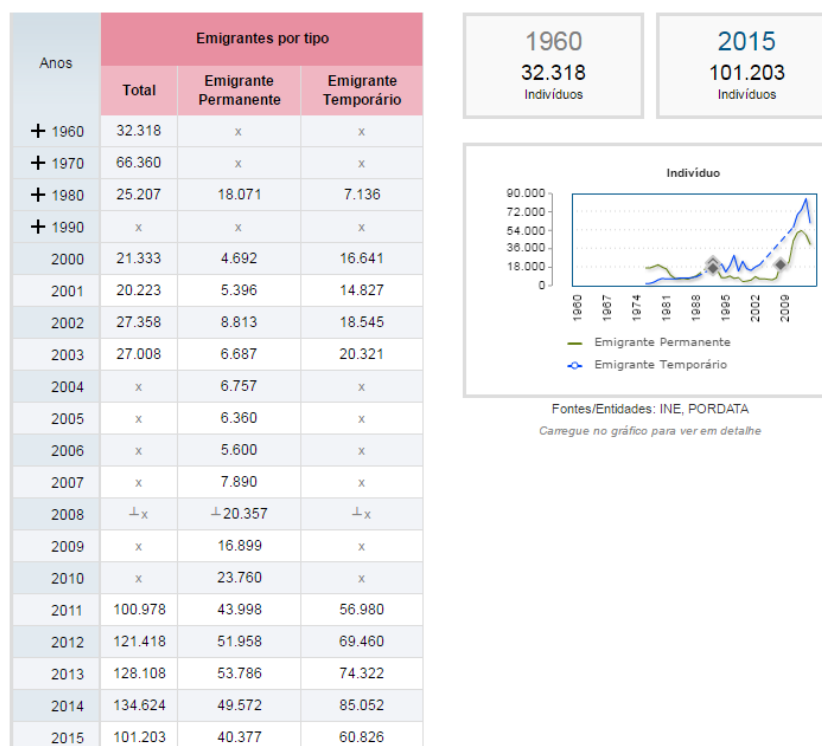 Anos
Emigrantes por tipo
Total
Emigrante Permanente
Emigrante Temporário
+ 1960 32.318 x x
+ 1970 66.360 x x
+ 1980 25.207 18.071 7.136
+ 1990 x x x
2000 21.333 4.692 16.641
2001 20.223 5.396 14.827
2002 27.358 8.813 18.545
2003 27.008 6.687 20.321
2004 x 6.757 x
2005 x 6.360 x
2006 x 5.600 x
2007 x 7.890 x
2008 ┴ x ┴ 20.357 ┴ x
2009 x 16.899 x
2010 x 23.760 x
2011 100.978 43.998 56.980
2012 121.418 51.958 69.460
2013 128.108 53.786 74.322
2014 134.624 49.572 85.052
2015 101.203 40.377 60.826
1960
32.318
Indivíduos
2015
101.203
Indivíduos
Indivíduo
90.000
72.000
54.000
36.000
18.000
0
1960 1967 1974 1981 1988 1995 2002 2009
Emigrante Permanente
Emigrante Temporário
Fontes/Entidades: INE, PORDATA
Carregue no gráfico para ver em detalhe